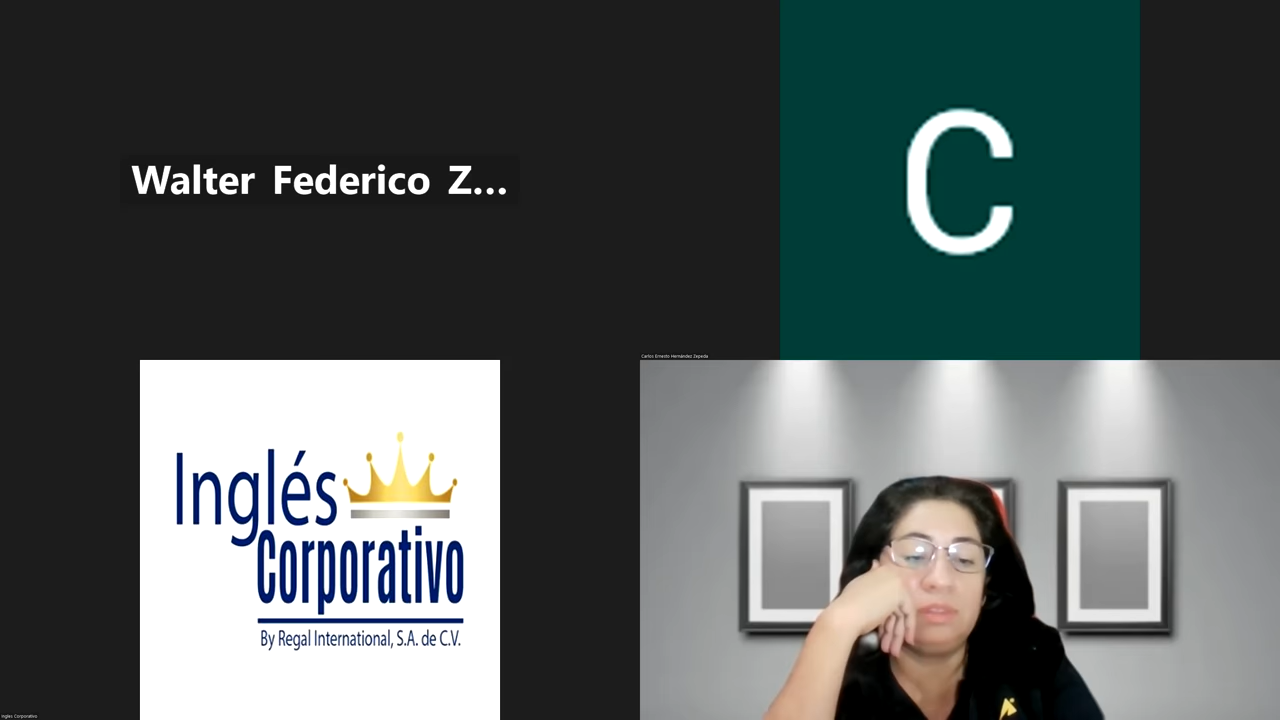 Walter Federico Z...
C
Carlos Ernesto Hernández Zepeda
Inglés
Corporativo
By Regal International, S.A. de C.V.
Inglés Corporativo